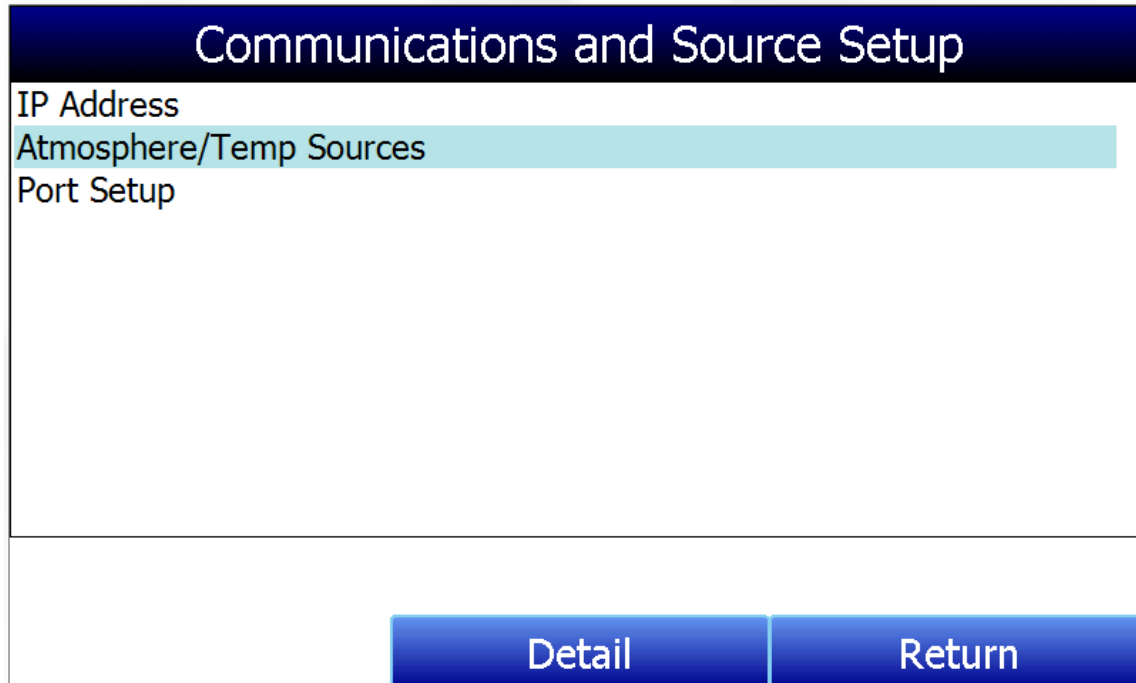 Communications and Source Setup
IP Address
Atmosphere/Temp Sources
Port Setup
Detail
Return